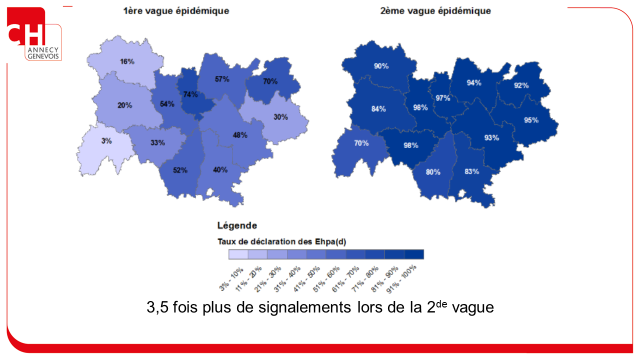 CH
ANNECY
GENEVOIS
1ère vague épidémique
2ème vague épidémique
16%
57%
70%
74%
54%
20%
30%
48%
3%
33%
52%
40%
90%
94%
92%
97%
98%
84%
95%
93%
70%
98%
80%
83%
Légende
Taux de déclaration des Ehpa(d)
3% - 10%
11% - 20%
21% - 30%
31% - 40%
41% - 50%
51% - 60%
61% - 70%
71% - 80%
81% - 90%
91% - 100%
3,5 fois plus de signalements lors de la 2de vague